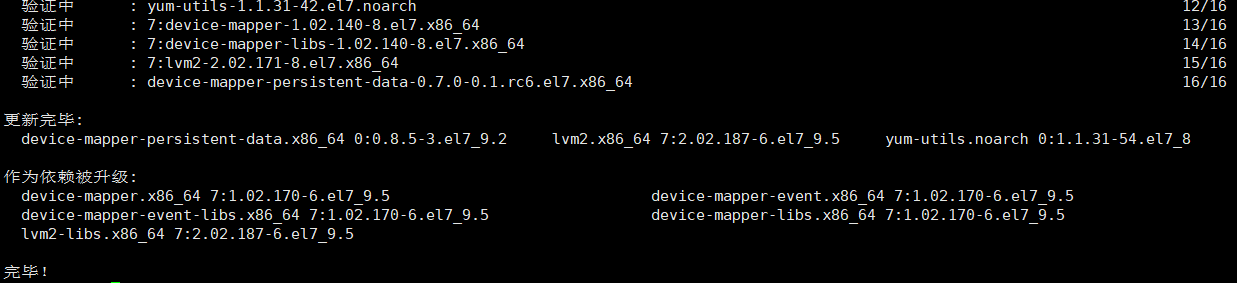 验证中 : yum-utils-1.1.31-42.el7.noarch 12/16
验证中 : 7:device-mapper-1.02.140-8.el7.x86_64 13/16
验证中 : 7:device-mapper-libs-1.02.140-8.el7.x86_64 14/16
验证中 : 7:lvm2-2.02.171-8.el7.x86_64 15/16
验证中 : device-mapper-persistent-data-0.7.0-0.1.rc6.el7.x86_64 16/16
更新完毕:
device-mapper-persistent-data.x86_64 0:0.8.5-3.el7_9.2 lvm2.x86_64 7:2.02.187-6.el7_9.5 yum-utils.noarch 0:1.1.31-54.el7_8
作为依赖被升级:
device-mapper.x86_64 7:1.02.170-6.el7_9.5 device-mapper-event.x86_64 7:1.02.170-6.el7_9.5
device-mapper-event-libs.x86_64 7:1.02.170-6.el7_9.5 device-mapper-libs.x86_64 7:1.02.170-6.el7_9.5
lvm2-libs.x86_64 7:2.02.187-6.el7_9.5
完毕！